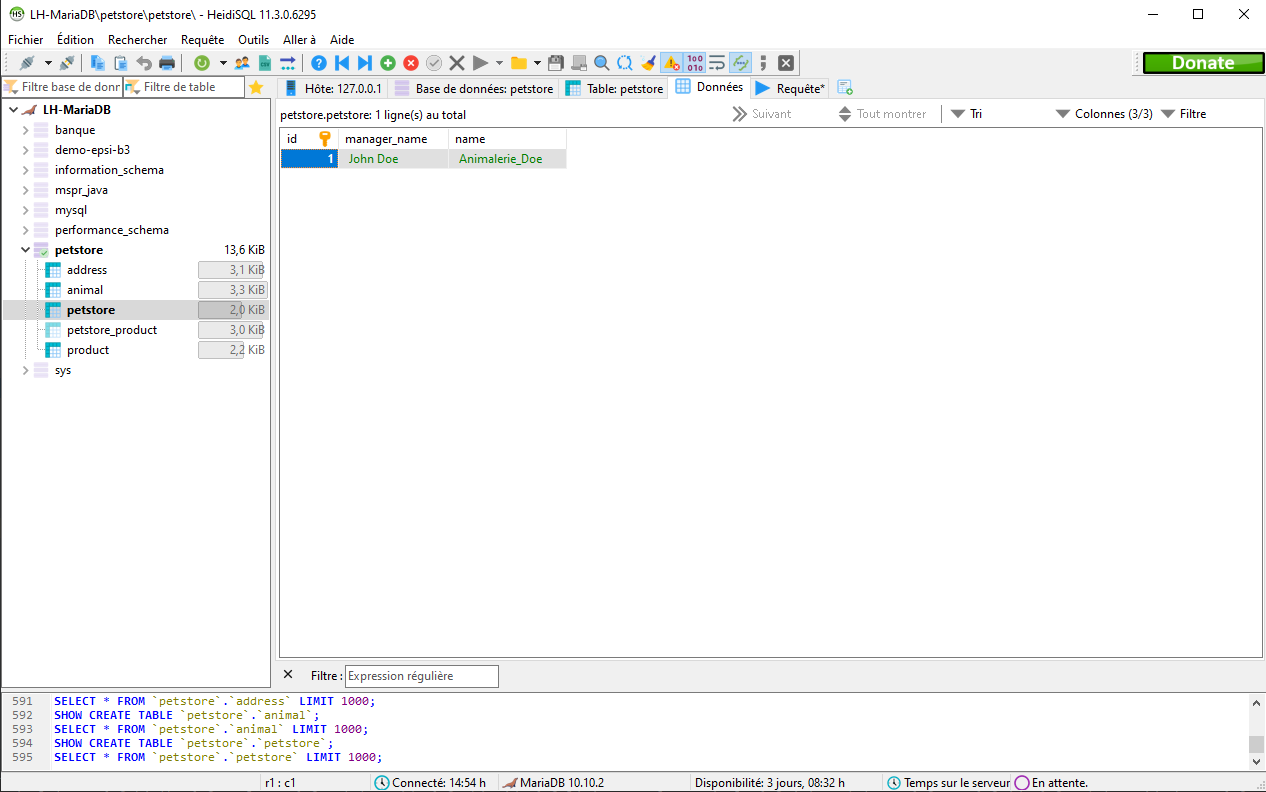 LH-MariaDB\petstore\petstore\ - HeidiSQL 11.3.0.6295
Fichier Édition Rechercher Requête Outils Aller à Aide
Donate
Filtre base de donr Filtre de table Hôte: 127.0.0.1 Base de données: petstore Table: petstore Données Requête*
petstore.petstore: 1 ligne(s) au total Suivant Tout montrer Tri Colonnes (3/3) Filtre
LH-MariaDB
banque
demo-epsi-b3
information_schema
mspr_java
mysql
performance_schema
petstore 13,6 KiB
address 3,1 KiB
animal 3,3 KiB
petstore 2,0 KiB
petstore_product 3,0 KiB
product 2,2 KiB
sys
id manager_name name
1 John Doe Animalerie_Doe
Filtre : Expression régulière
591 SELECT * FROM `petstore`.`address` LIMIT 1000;
592 SHOW CREATE TABLE `petstore`.`animal`;
593 SELECT * FROM `petstore`.`animal` LIMIT 1000;
594 SHOW CREATE TABLE `petstore`.`petstore`;
595 SELECT * FROM `petstore`.`petstore` LIMIT 1000;
r1 : c1 Connecté: 14:54 h MariaDB 10.10.2 Disponibilité: 3 jours, 08:32 h Temps sur le serveur En attente.